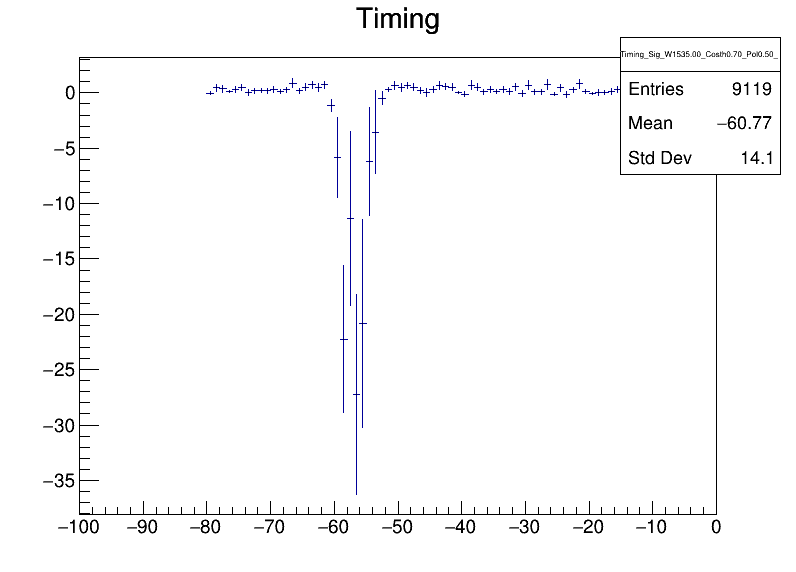 Timing
Timing_Sig_W1535.00_Costh0.70_Pol0.50_
Entries 9119
Mean −60.77
Std Dev 14.1
0
−5
−10
−15
−20
−25
−30
−35
−100 −90 −80 −70 −60 −50 −40 −30 −20 −10 0